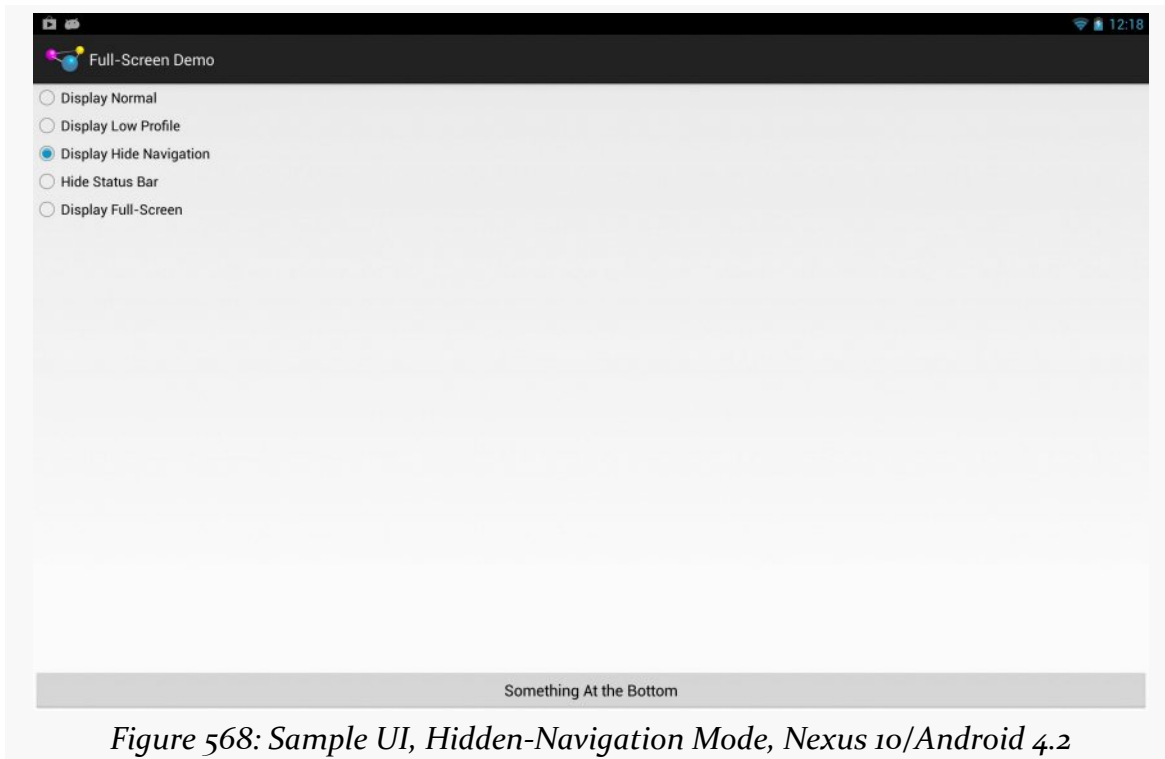 12:18
Full-Screen Demo
Display Normal
Display Low Profile
Display Hide Navigation
Hide Status Bar
Display Full-Screen
Something At the Bottom
Figure 568: Sample UI, Hidden-Navigation Mode, Nexus 10/Android 4.2